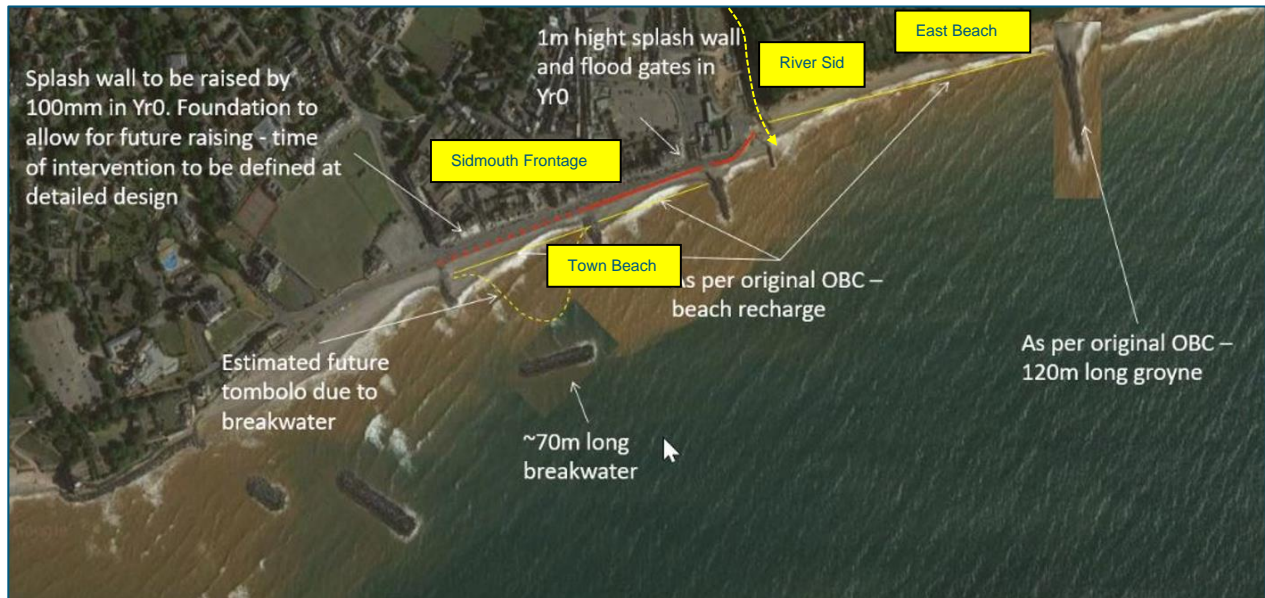 Splash wall to be raised by
100mm in Yr0. Foundation to
allow for future raising - time
of intervention to be defined at
detailed design
1m hight splash wall
and flood gates in
Yr0
River Sid
East Beach
Sidmouth Frontage
Town Beach
As per original OBC –
beach recharge
As per original OBC –
120m long groyne
Estimated future
tombolo due to
breakwater
~70m long
breakwater